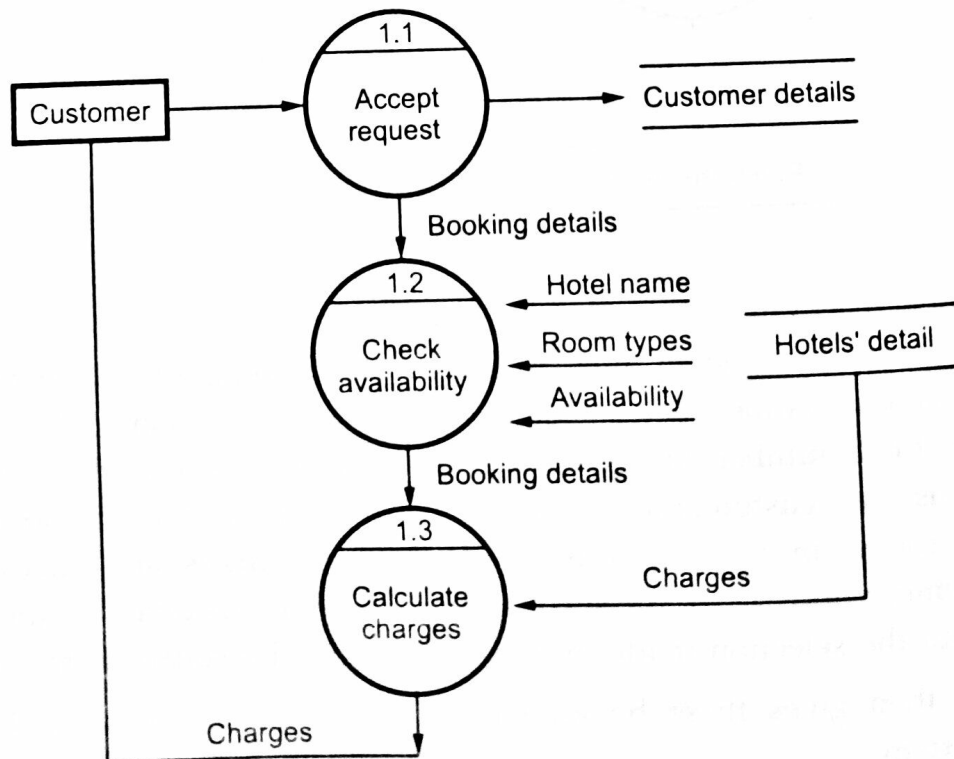 1.1
Accept
request
Customer
Customer details
Booking details
1.2
Check
availability
Hotel name
Room types
Availability
Hotels' detail
Booking details
1.3
Calculate
charges
Charges
Charges